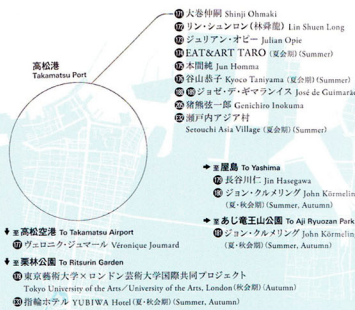 大巻伸嗣 Shinji Ohmaki
リン・シュンロン(林舜龍) Lin Shuen Long
ジュリアン・オピー Julian Opie
EAT&ART TARO (夏会期)(Summer)
本間純 Jun Homma
谷山恭子 Kyoco Taniyama (夏会期)(Summer)
ジョゼ・デ・ギマランイス José de Guimarã
猪熊弦一郎 Genichiro Inokuma
瀬戸内アジア村
Setouchi Asia Village (夏会期)(Summer)
高松港
Takamatsu Port
➔ 至屋島 To Yashima
長谷川仁 Jin Hasegawa
ジョン・クルメリング John Körmelin
(夏・秋会期)(Summer, Autumn)
➔ 至あじ竜王山公園 To Aji Ryuozan Park
ジョン・クルメリング John Körmelin
(夏・秋会期)(Summer, Autumn)
至高松空港 To Takamatsu Airport
ヴェロニク・ジュマール Véronique Joumard
至栗林公園 To Ritsurin Garden
東京藝術大学×ロンドン芸術大学国際共同プロジェクト
Tokyo University of the Arts/University of the Arts, London (秋会期)(Autumn)
指輪ホテル YUBIWA Hotel (夏・秋会期)(Summer, Autumn)